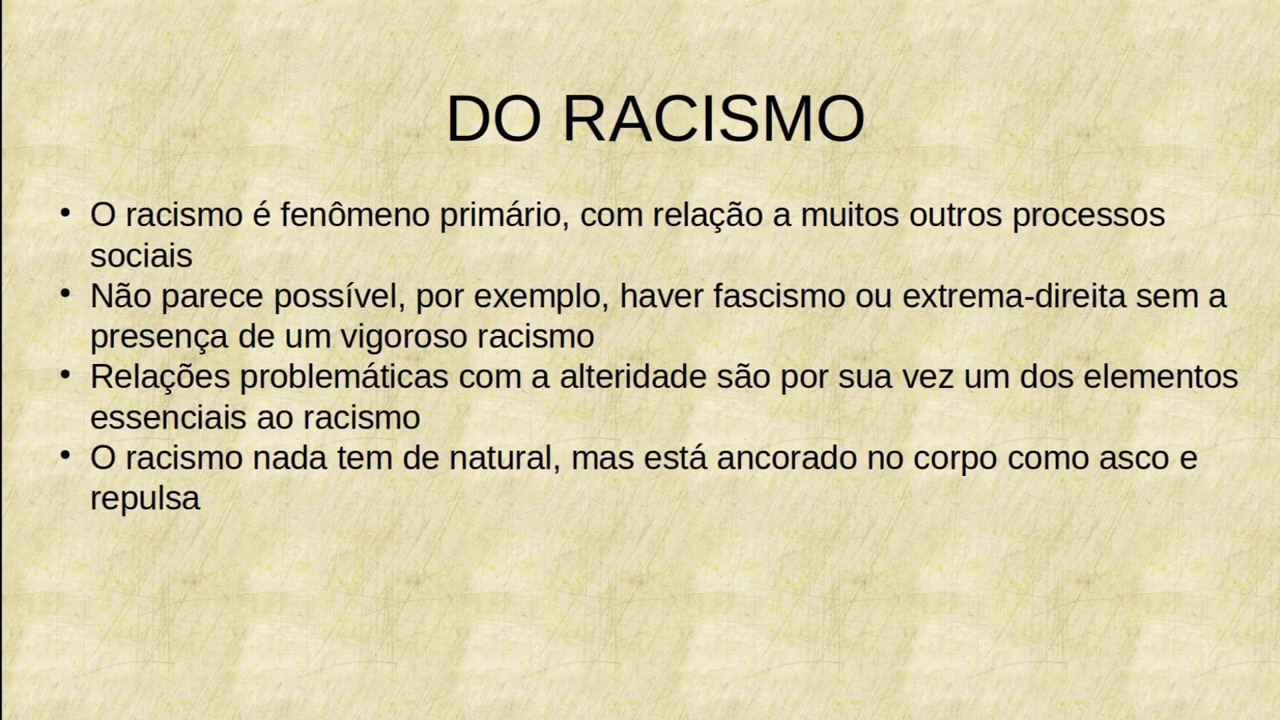 DO RACISMO
• O racismo é fenômeno primário, com relação a muitos outros processos
sociais
• Não parece possível, por exemplo, haver fascismo ou extrema-direita sem a
presença de um vigoroso racismo
• Relações problemáticas com a alteridade são por sua vez um dos elementos
essenciais ao racismo
• O racismo nada tem de natural, mas está ancorado no corpo como asco e
repulsa